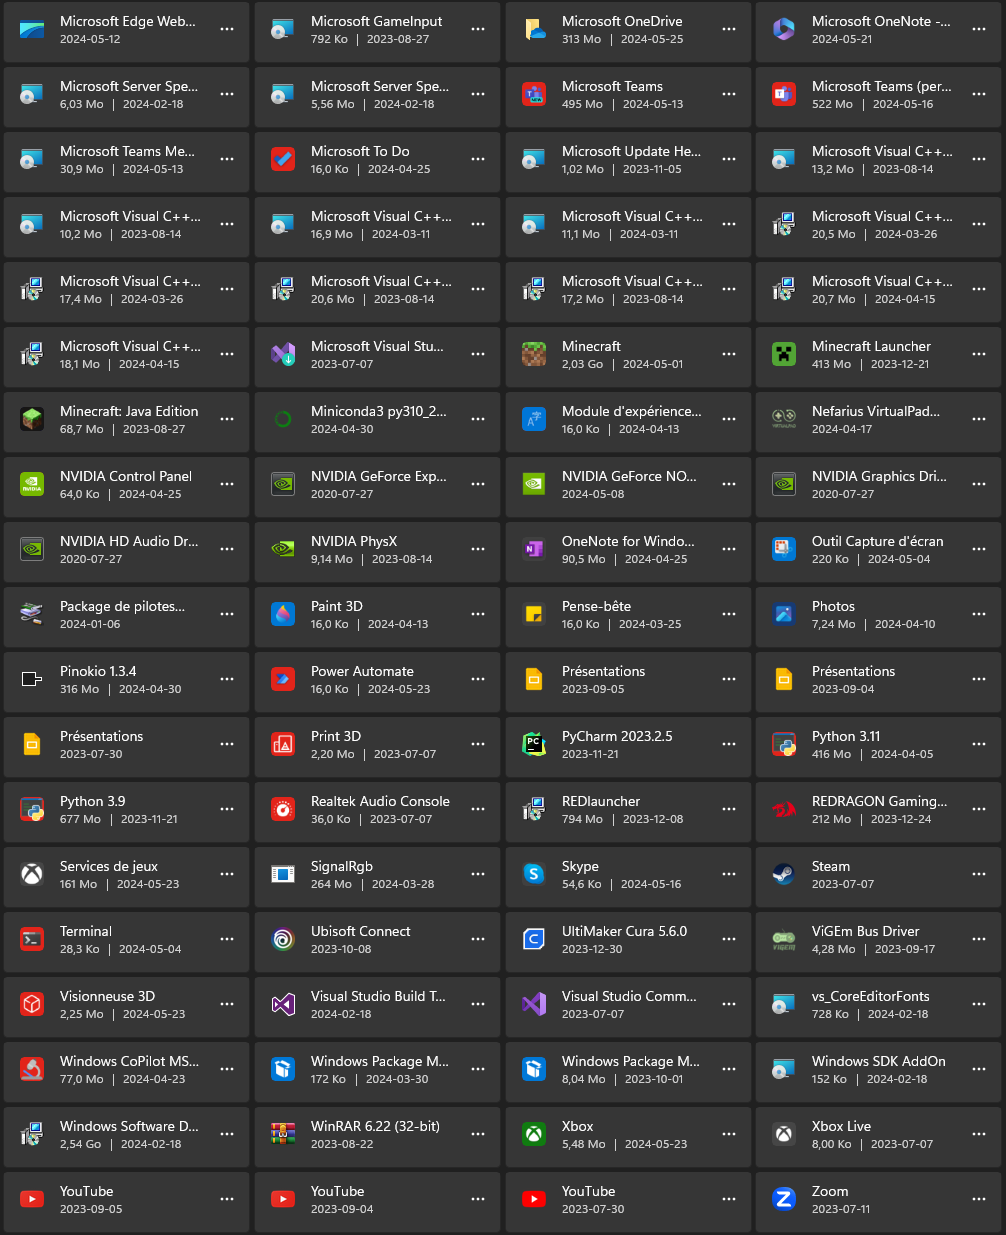 Microsoft Edge Web...
2024-05-12
Microsoft GameInput
792 Ko | 2023-08-27
Microsoft OneDrive
313 Mo | 2024-05-25
Microsoft OneNote -...
2024-05-21
Microsoft Server Spe...
6,03 Mo | 2024-02-18
Microsoft Server Spe...
5,56 Mo | 2024-02-18
Microsoft Teams
495 Mo | 2024-05-13
Microsoft Teams (per...
522 Mo | 2024-05-16
Microsoft Teams Me...
30,9 Mo | 2024-05-13
Microsoft To Do
16,0 Ko | 2024-04-25
Microsoft Update He...
1,02 Mo | 2023-11-05
Microsoft Visual C++...
13,2 Mo | 2023-08-14
Microsoft Visual C++...
10,2 Mo | 2023-08-14
Microsoft Visual C++...
16,9 Mo | 2024-03-11
Microsoft Visual C++...
11,1 Mo | 2024-03-11
Microsoft Visual C++...
20,5 Mo | 2024-03-26
Microsoft Visual C++...
17,4 Mo | 2024-03-26
Microsoft Visual C++...
20,6 Mo | 2023-08-14
Microsoft Visual C++...
17,2 Mo | 2023-08-14
Microsoft Visual C++...
20,7 Mo | 2024-04-15
Microsoft Visual C++...
18,1 Mo | 2024-04-15
Microsoft Visual Stu...
2023-07-07
Minecraft
2,03 Go | 2024-05-01
Minecraft Launcher
413 Mo | 2023-12-21
Minecraft: Java Edition
68,7 Mo | 2023-08-27
Miniconda3 py310_2...
2024-04-30
Module d'expérience...
16,0 Ko | 2024-04-13
Nefarius VirtualPad...
2024-04-17
NVIDIA Control Panel
64,0 Ko | 2024-04-25
NVIDIA GeForce Exp...
2020-07-27
NVIDIA GeForce NO...
2024-05-08
NVIDIA Graphics Dri...
2020-07-27
NVIDIA HD Audio Dr...
2020-07-27
NVIDIA PhysX
9,14 Mo | 2023-08-14
OneNote for Windo...
90,5 Mo | 2024-04-25
Outil Capture d'écran
220 Ko | 2024-05-04
Package de pilotes...
2024-01-06
Paint 3D
16,0 Ko | 2024-04-13
Pense-bête
16,0 Ko | 2024-03-25
Photos
7,24 Mo | 2024-04-10
Pinokio 1.3.4
316 Mo | 2024-04-30
Power Automate
16,0 Ko | 2024-05-23
Présentations
2023-09-05
Présentations
2023-09-04
Présentations
2023-07-30
Print 3D
2,20 Mo | 2023-07-07
PyCharm 2023.2.5
2023-11-21
Python 3.11
416 Mo | 2024-04-05
Python 3.9
677 Mo | 2023-11-21
Realtek Audio Console
36,0 Ko | 2023-07-07
REDlauncher
794 Mo | 2023-12-08
REDRAGON Gaming...
212 Mo | 2023-12-24
Services de jeux
161 Mo | 2024-05-23
SignalRgb
264 Mo | 2024-03-28
Skype
54,6 Ko | 2024-05-16
Steam
2023-07-07
Terminal
28,3 Ko | 2024-05-04
Ubisoft Connect
2023-10-08
UltiMaker Cura 5.6.0
2023-12-30
ViGEm Bus Driver
4,28 Mo | 2023-09-17
Visionneuse 3D
2,25 Mo | 2024-05-23
Visual Studio Build T...
2024-02-18
Visual Studio Comm...
2023-07-07
vs_CoreEditorFonts
728 Ko | 2024-02-18
Windows CoPilot MS...
77,0 Mo | 2024-04-23
Windows Package M...
172 Ko | 2024-03-30
Windows Package M...
8,04 Mo | 2023-10-01
Windows SDK AddOn
152 Ko | 2024-02-18
Windows Software D...
2,54 Go | 2024-02-18
WinRAR 6.22 (32-bit)
2023-08-22
Xbox
5,48 Mo | 2024-05-23
Xbox Live
8,00 Ko | 2023-07-07
YouTube
2023-09-05
YouTube
2023-09-04
YouTube
2023-07-30
Zoom
2023-07-11